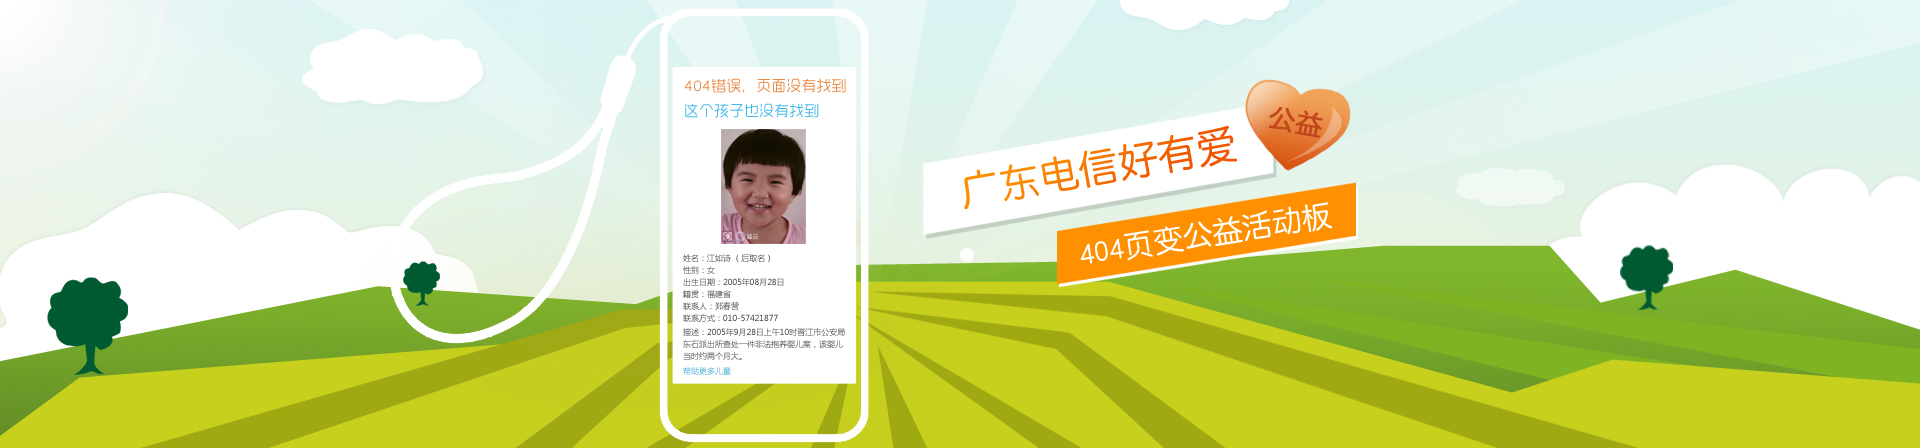 404错误，页面没有找到
这个孩子也没有找到
姓名：江如诗（后取名）
性别：女
出生日期：2005年08月28日
籍贯：福建省
联系人：郑春营
联系方式：010-57421877
描述：2005年9月28日上午10时晋江市公安局
东石派出所查处一件非法抱养婴儿案，该婴儿
当时约两个月大。
帮助更多儿童
广东电信好有爱
公益
404页变公益活动板